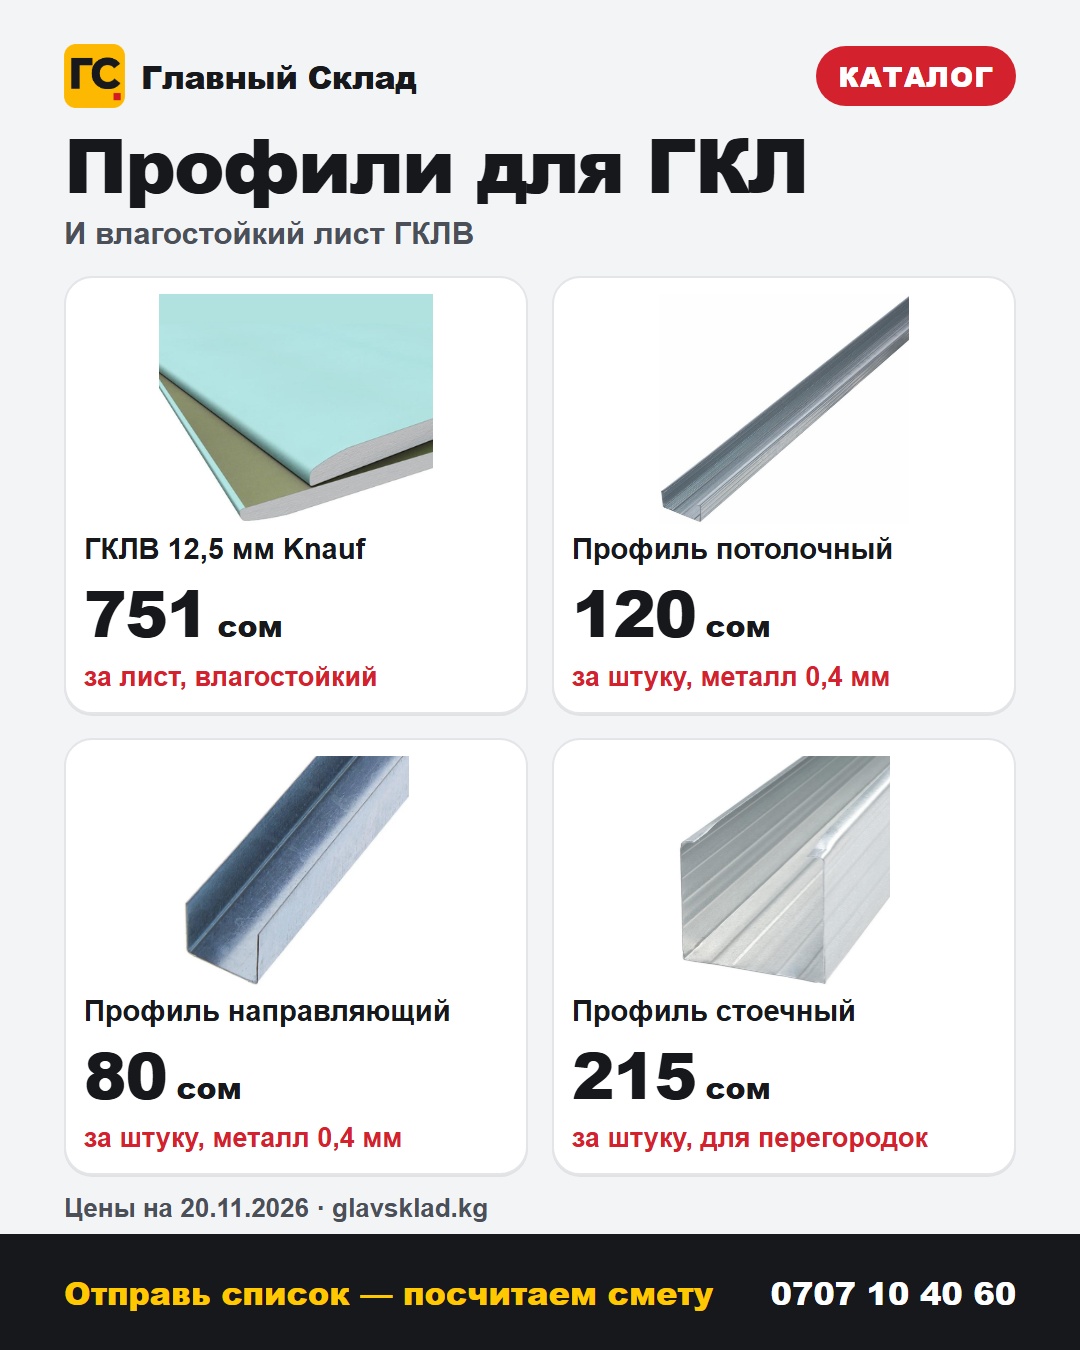 ГС Главный Склад
КАТАЛОГ
Профили для ГКЛ
И влагостойкий лист ГКЛВ
ГКЛВ 12,5 мм Knauf
751 сом
за лист, влагостойкий
Профиль потолочный
120 сом
за штуку, металл 0,4 мм
Профиль направляющий
80 сом
за штуку, металл 0,4 мм
Профиль стоечный
215 сом
за штуку, для перегородок
Цены на 20.11.2026 · glavsklad.kg
Отправь список — посчитаем смету
0707 10 40 60